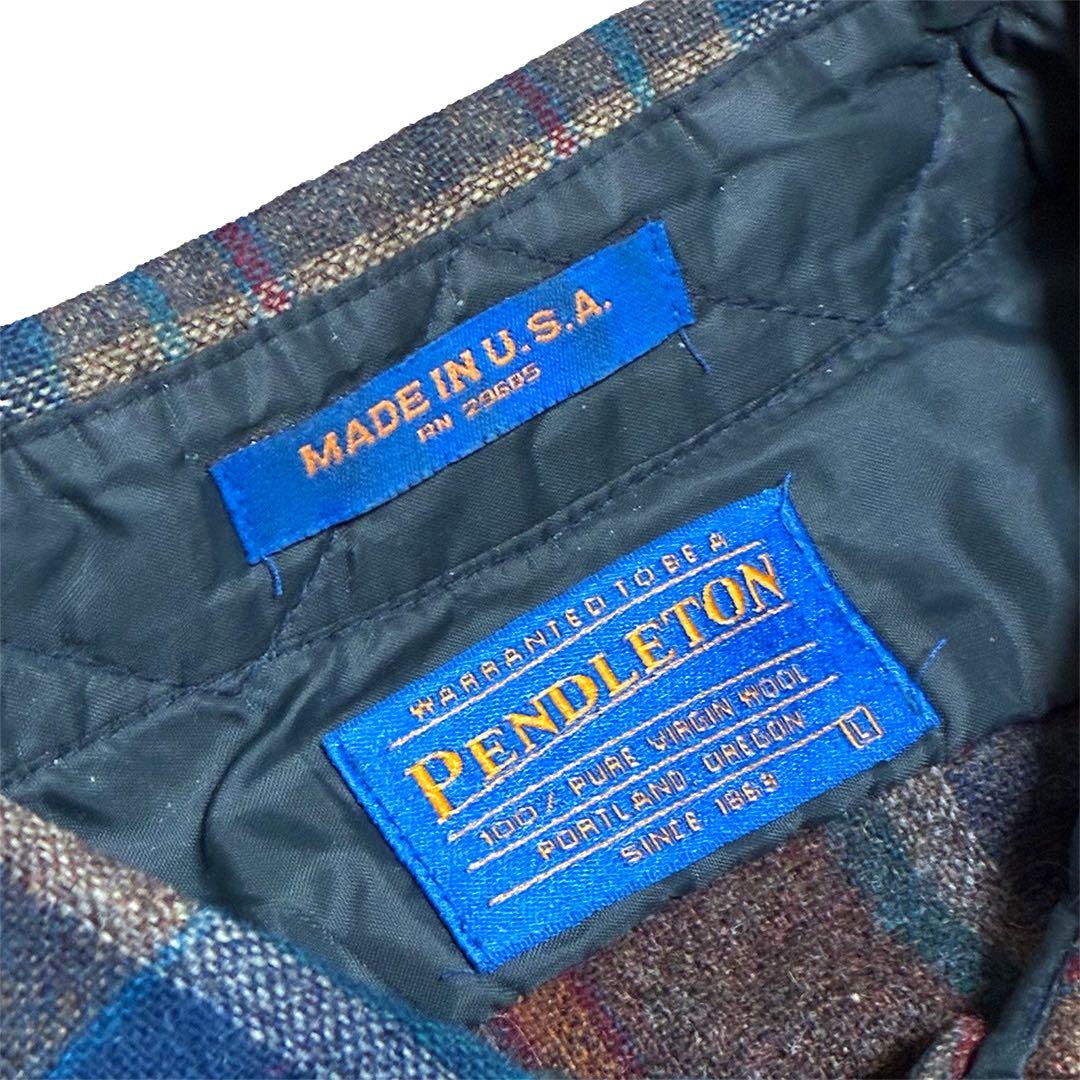 MADE IN U.S.A.
RN 29685
WARRANTED TO BE A
PENDLETON
100% PURE VIRGIN WOOL
PORTLAND, OREGON
L
SINCE 1863